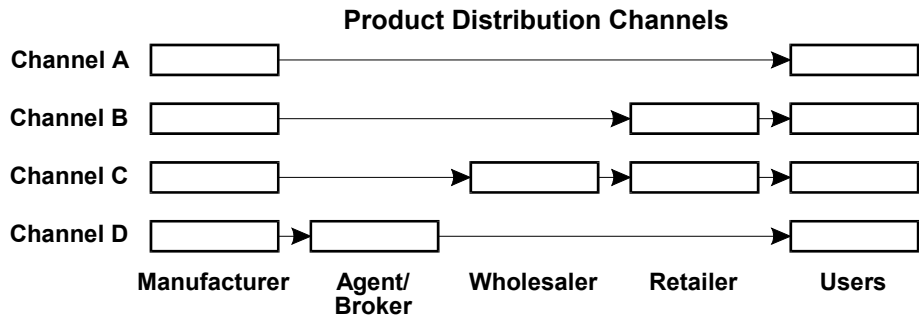 Product Distribution Channels
Channel A
Channel B
Channel C
Channel D
Manufacturer
Agent/
Broker
Wholesaler
Retailer
Users